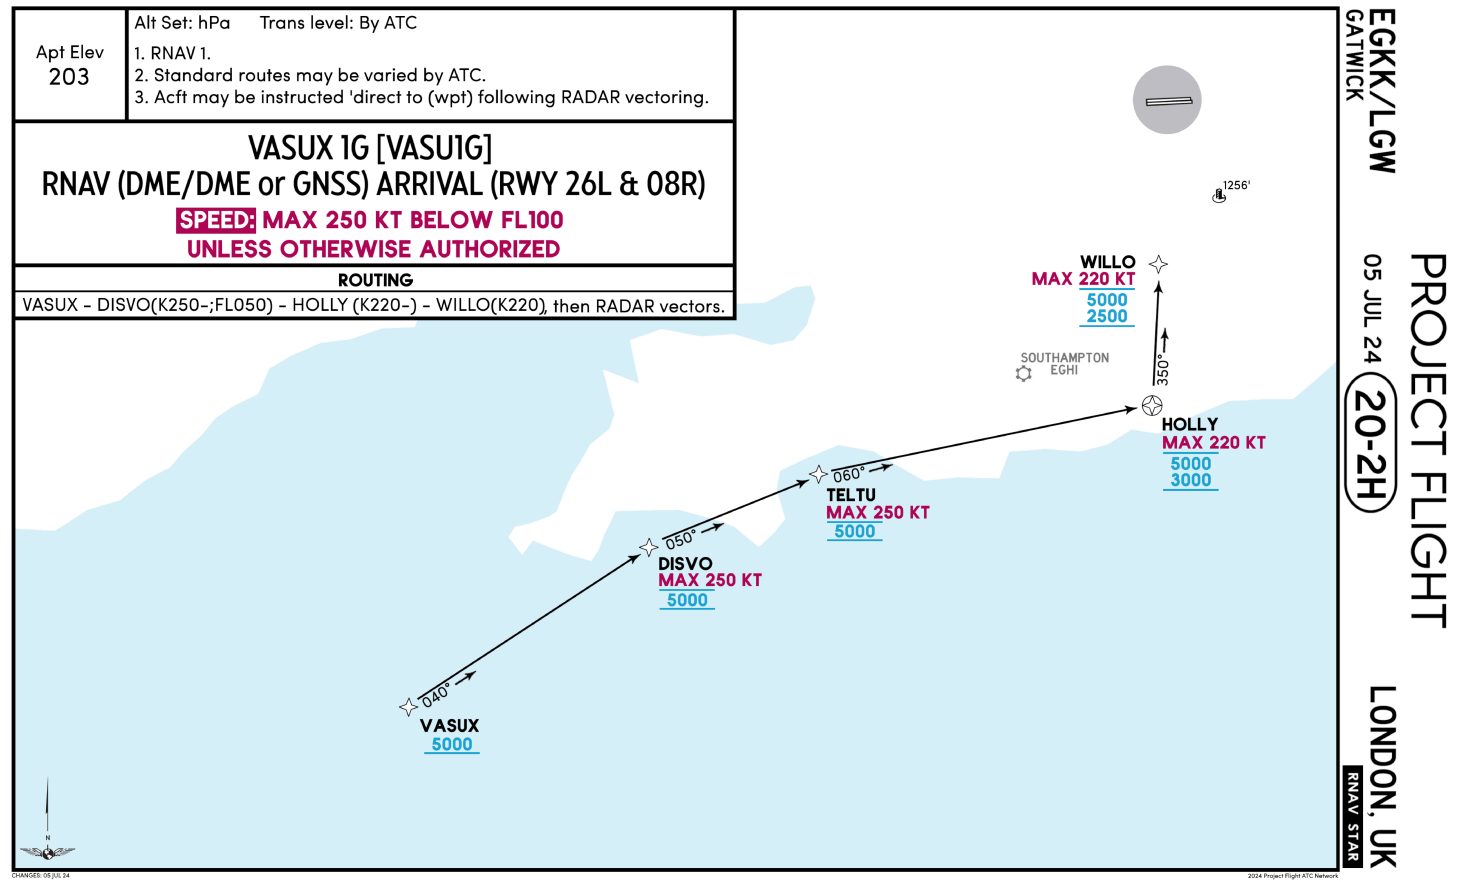 Alt Set: hPa Trans level: By ATC
Apt Elev
203
1. RNAV 1.
2. Standard routes may be varied by ATC.
3. Acft may be instructed 'direct to (wpt) following RADAR vectoring.
VASUX 1G [VASU1G]
RNAV (DME/DME or GNSS) ARRIVAL (RWY 26L & 08R)
SPEED: MAX 250 KT BELOW FL100
UNLESS OTHERWISE AUTHORIZED
ROUTING
VASUX - DISVO(K250-;FL050) - HOLLY (K220-) - WILLO(K220), then RADAR vectors.
1256'
WILLO
MAX 220 KT
5000
2500
SOUTHAMPTON
EGHI
350°
HOLLY
MAX 220 KT
5000
3000
060°
TELTU
MAX 250 KT
5000
050°
DISVO
MAX 250 KT
5000
040°
VASUX
5000
N
CHANGES: 05 JUL 24
2024 Project Flight ATC Network
EGKK/LGW
GATWICK
PROJECT FLIGHT
05 JUL 24
20-2H
LONDON, UK
RNAV STAR